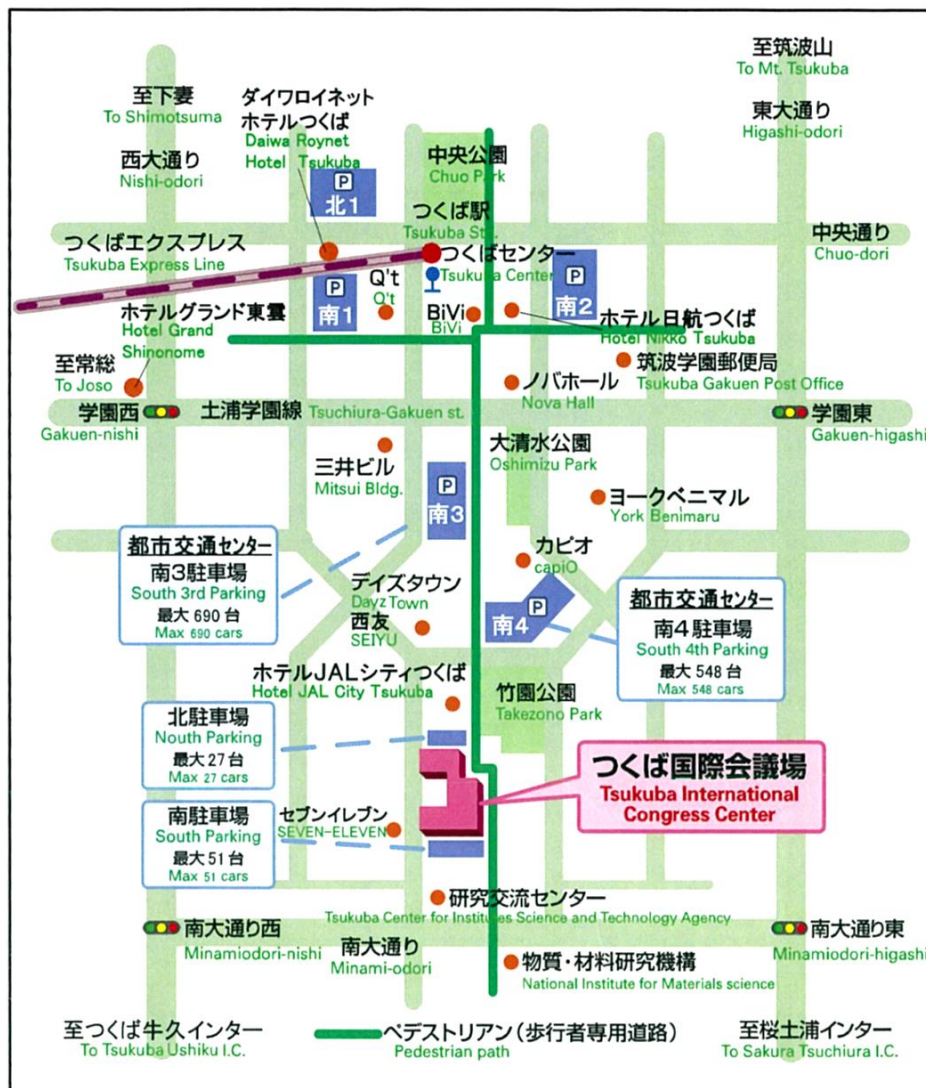 至筑波山
To Mt. Tsukuba
至下妻
To Shimotsuma
ダイワロイネット
ホテルつくば
Daiwa Roynet
Hotel Tsukuba
東大通り
Higashi-odori
西大通り
Nishi-odori
中央公園
Chuo Park
P
北1
つくば駅
Tsukuba St
中央通り
Chuo-dori
つくばエクスプレス
Tsukuba Express Line
つくばセンター
Tsukuba Center
P
南1
Q't
Q't
P
南2
BiVi
BiVi
ホテルグランド東雲
Hotel Grand
Shinonome
ホテル日航つくば
Hotel Nikko Tsukuba
至常総
To Joso
筑波学園郵便局
Tsukuba Gakuen Post Office
ノバホール
Nova Hall
学園西
Gakuen-nishi
土浦学園線 Tsuchiura-Gakuen st.
学園東
Gakuen-higashi
三井ビル
Mitsui Bldg.
大清水公園
Oshimizu Park
P
南3
ヨークベニマル
York Benimaru
都市交通センター
南3駐車場
South 3rd Parking
最大690台
Max 690 cars
カピオ
capiO
デイズタウン
Dayz Town
西友
SEIYU
P
南4
都市交通センター
南4駐車場
South 4th Parking
最大548台
Max 548 cars
ホテルJALシティつくば
Hotel JAL City Tsukuba
竹園公園
Takezono Park
北駐車場
Nouth Parking
最大27台
Max 27 cars
つくば国際会議場
Tsukuba International
Congress Center
南駐車場
South Parking
最大51台
Max 51 cars
セブンイレブン
SEVEN-ELEVEN
研究交流センター
Tsukuba Center for Institutes Science and Technology Agency
南大通り西
Minamiodori-nishi
南大通り
Minami-odori
南大通り東
Minamiodori-higashi
物質・材料研究機構
National Institute for Materials science
至つくば牛久インター
To Tsukuba Ushiku I.C.
ペデストリアン(歩行者専用道路)
Pedestrian path
至桜土浦インター
To Sakura Tsuchiura I.C.